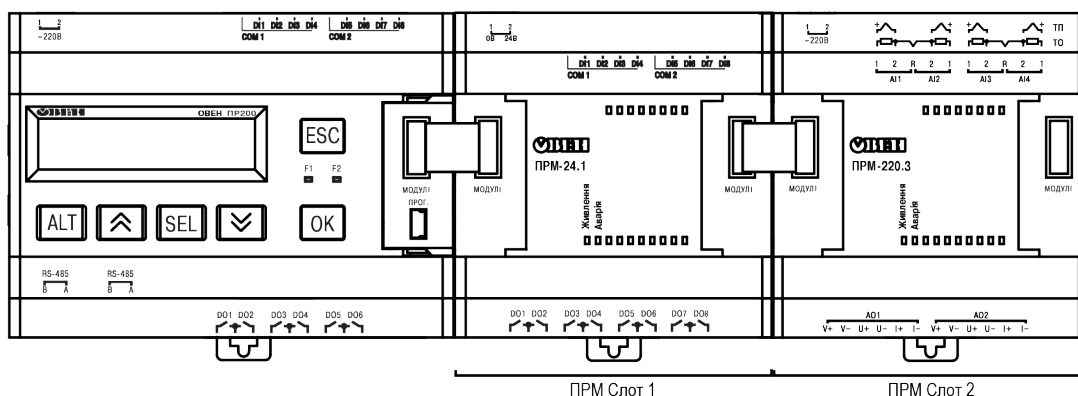 1 2
~220В
DI1 DI2 DI3 DI4 DI5 DI6 DI7 DI8
COM 1 COM 2
ОВЕН
ОВЕН ПР200
ESC
F1 F2
ALT SEL OK
МОДУЛІ
ПРОГ.
RS-485 RS-485
B A B A
DO1 DO2 DO3 DO4 DO5 DO6
1 2
0В 24В
DI1 DI2 DI3 DI4 DI5 DI6 DI7 DI8
COM 1 COM 2
ОВЕН
ПРМ-24.1
МОДУЛІ МОДУЛІ
Живлення
Аварія
DO1 DO2 DO3 DO4 DO5 DO6 DO7 DO8
ПРМ Слот 1
1 2
~220В
+ + + + ТП
ТО
1 2 R 2 1 1 2 R 2 1
AI1 AI2 AI3 AI4
ОВЕН
ПРМ-220.3
МОДУЛІ МОДУЛІ
Живлення
Аварія
AO1 AO2
V+ V− U+ U− I+ I− V+ V− U+ U− I+ I−
ПРМ Слот 2